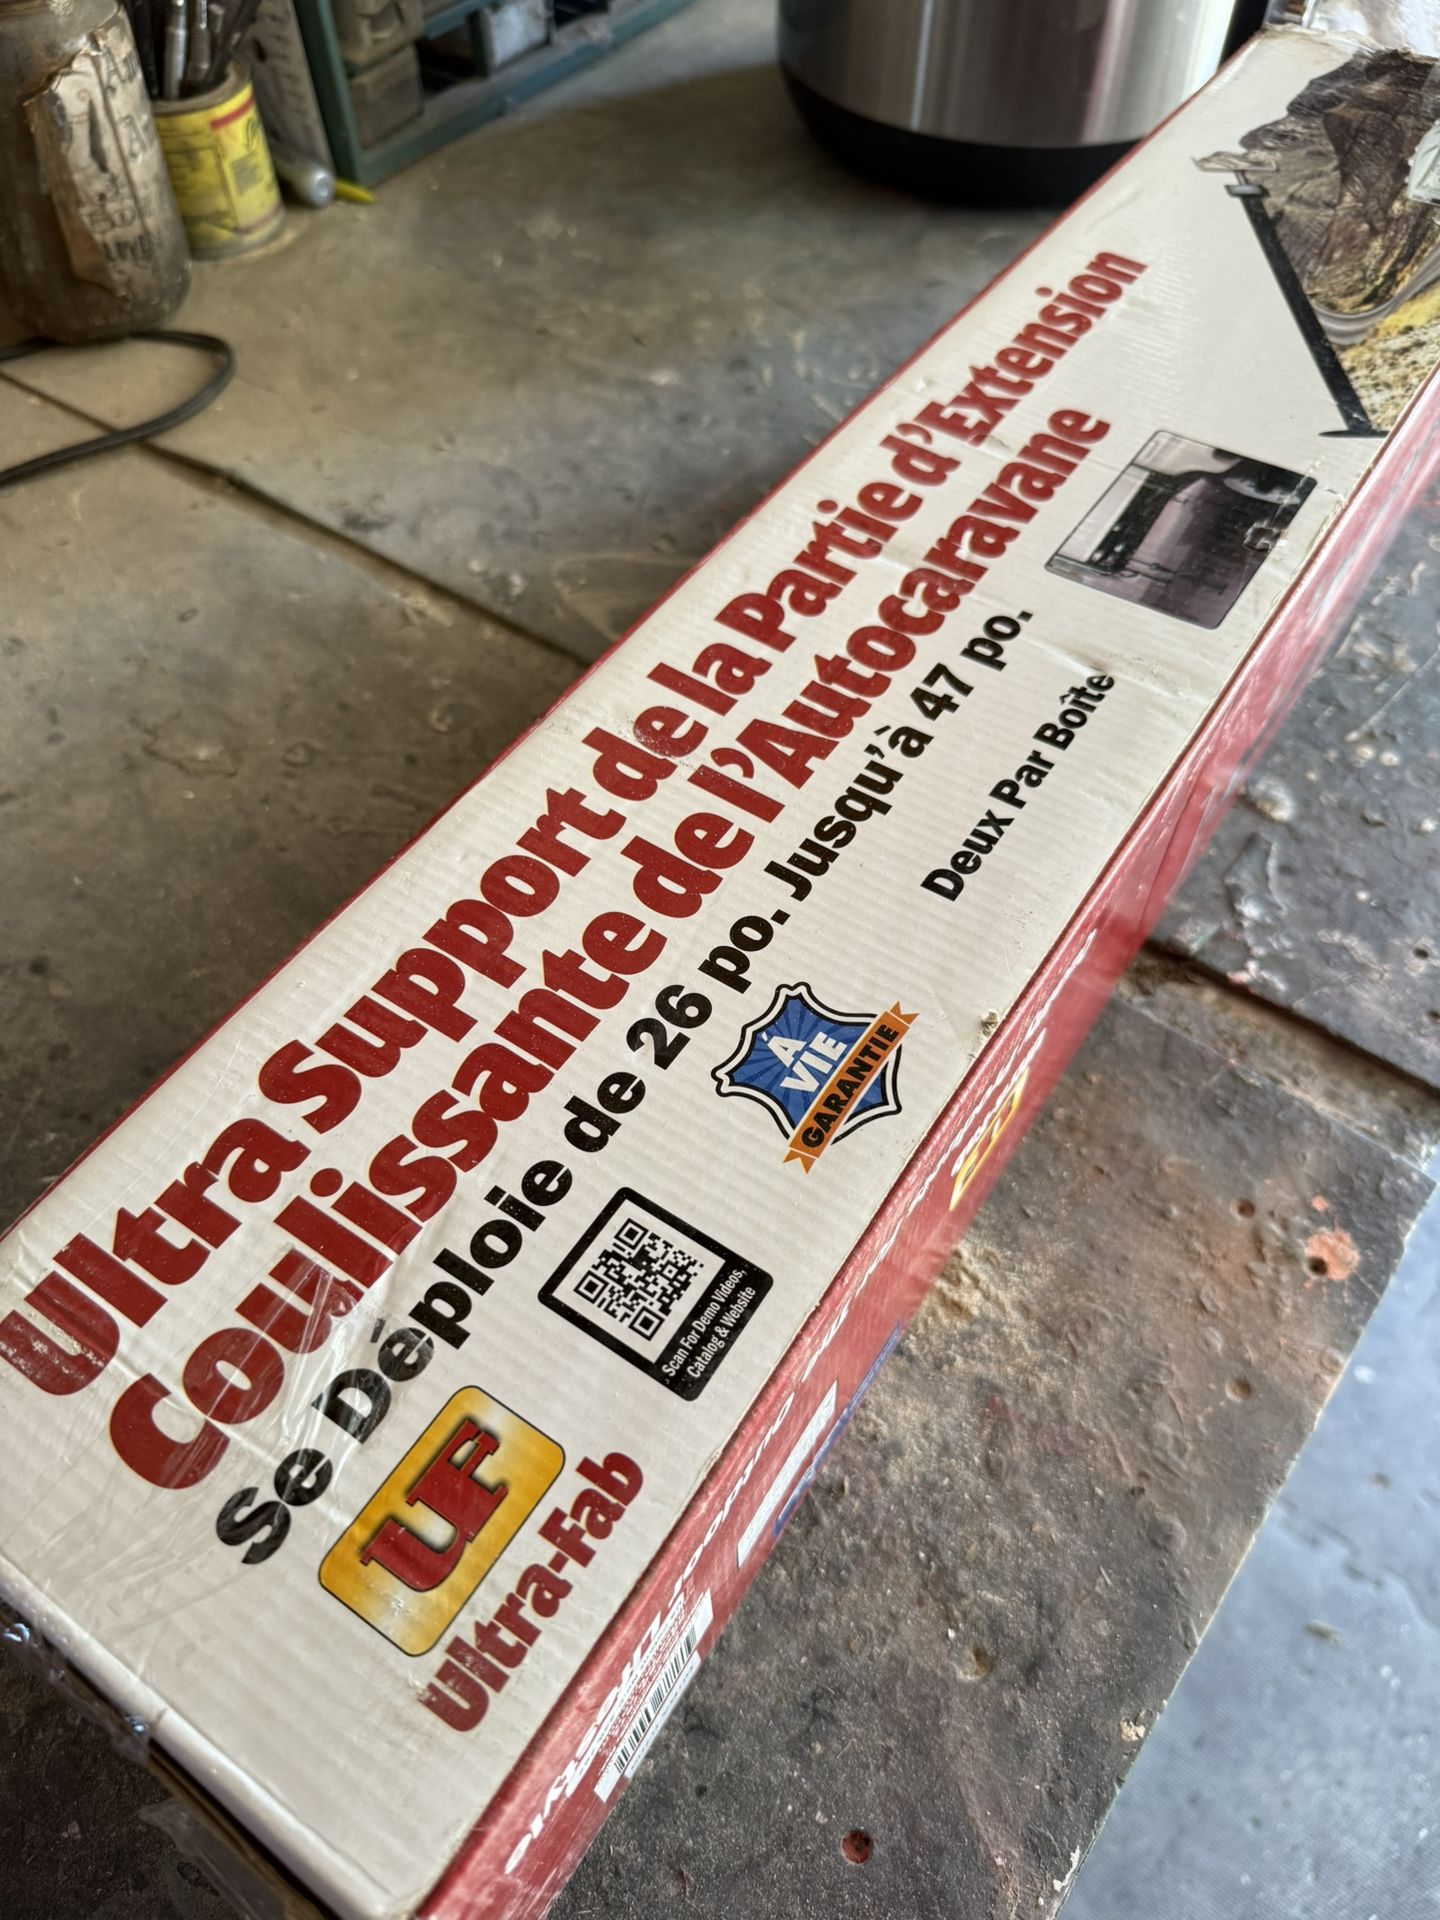 Ultra Support de la Partie d'Extension
Coulissante de l'Autocaravane
Se Déploie de 26 po. Jusqu'à 47 po.
Deux Par Boîte
À
VIE
GARANTIE
Scan For Demo Videos,
Catalog & Website
UF
Ultra-Fab